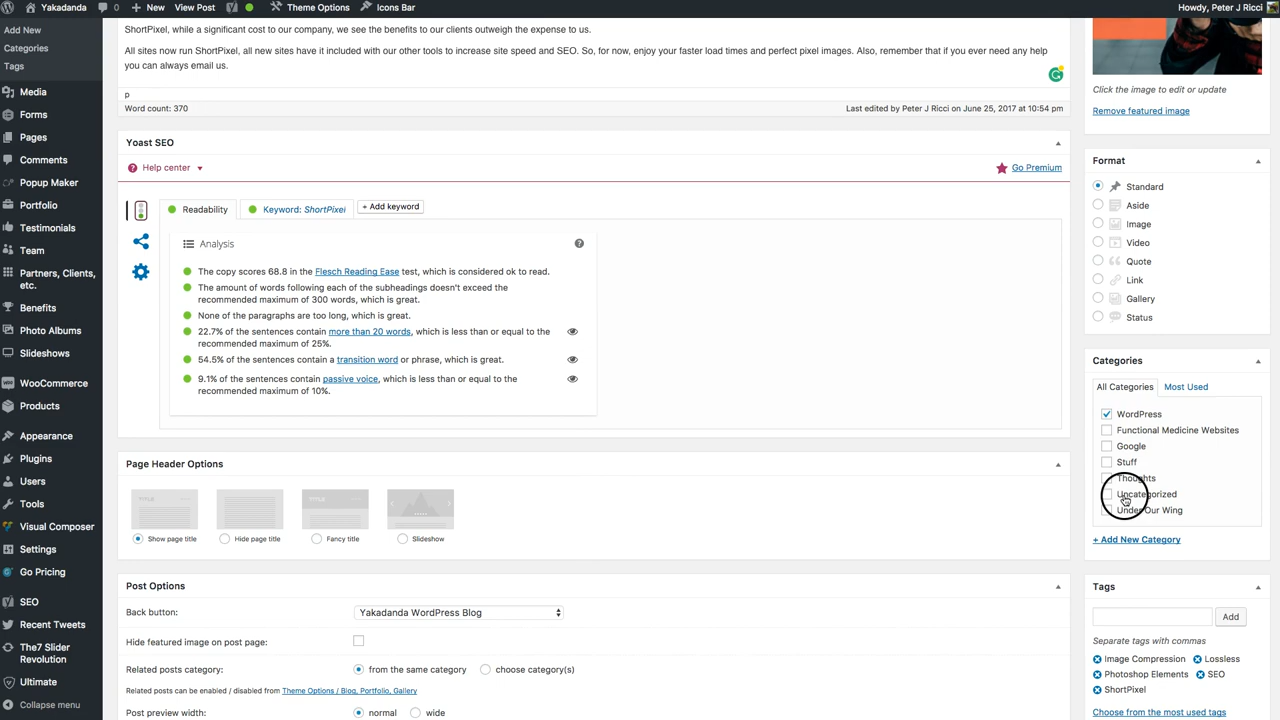 Yakadanda 0 New Edit Post Theme Options Icons Bar Howdy, Peter J Ricci
Add New
Categories
Tags
Media
Forms
Pages
Comments
Popup Maker
Portfolio
Testimonials
Team
Partners, Clients,
etc.
Benefits
Photo Albums
Slideshows
WooCommerce
Products
Appearance
Plugins
Users
Tools
Visual Composer
Settings
Go Pricing
SEO
Recent Tweets
The7 Slider
Revolution
Ultimate
Collapse menu
ShortPixel, while a significant cost to our company, we see the benefits to our clients outweigh the expense to us.
All sites now run ShortPixel, all new sites have it included with our other tools to increase site speed and SEO. So, for now, enjoy your faster load times and perfect pixel images. Also, remember that if you ever need any help
you can always email us.
p
Word count: 370 Last edited by Peter J Ricci on June 25, 2017 at 10:54 pm
Yoast SEO
Help center Go Premium
Readability Keyword: ShortPixel + Add keyword
Analysis
The copy scores 68.8 in the Flesch Reading Ease test, which is considered ok to read.
The amount of words following each of the subheadings doesn't exceed the
recommended maximum of 300 words, which is great.
None of the paragraphs are too long, which is great.
22.7% of the sentences contain more than 20 words, which is less than or equal to the
recommended maximum of 25%.
54.5% of the sentences contain a transition word or phrase, which is great.
9.1% of the sentences contain passive voice, which is less than or equal to the
recommended maximum of 10%.
Page Header Options
TITLE TITLE
Show page title Hide page title Fancy title Slideshow
Post Options
Back button: Yakadanda WordPress Blog
Hide featured image on post page:
Related posts category: from the same category choose category(s)
Related posts can be enabled / disabled from Theme Options / Blog, Portfolio, Gallery
Post preview width: normal wide
Click the image to edit or update
Remove featured image
Format
Standard
Aside
Image
Video
Quote
Link
Gallery
Status
Categories
All Categories Most Used
WordPress
Functional Medicine Websites
Google
Stuff
Thoughts
Uncategorized
Under Our Wing
+ Add New Category
Tags
Add
Separate tags with commas
Image Compression Lossless
Photoshop Elements SEO
ShortPixel
Choose from the most used tags